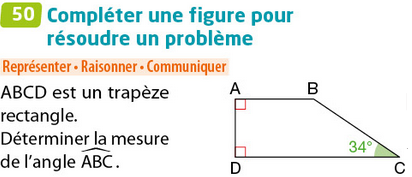 50 Compléter une figure pour
résoudre un problème
Représenter • Raisonner • Communiquer
ABCD est un trapèze
rectangle.
Déterminer la mesure
de l'angle ABC.
A B
34°
D C